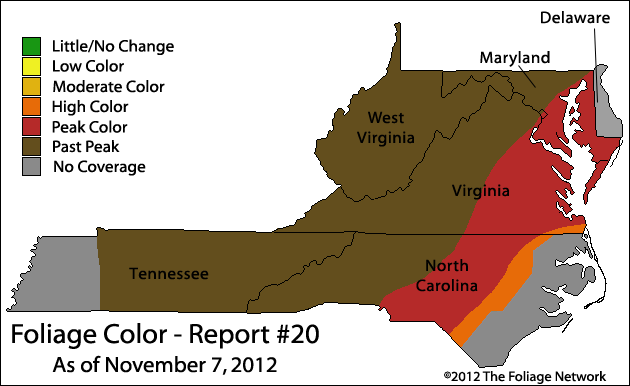 Delaware
Maryland
Little/No Change
Low Color
Moderate Color
High Color
Peak Color
Past Peak
No Coverage
West
Virginia
Virginia
Tennessee
North
Carolina
Foliage Color - Report #20
As of November 7, 2012
©2012 The Foliage Network